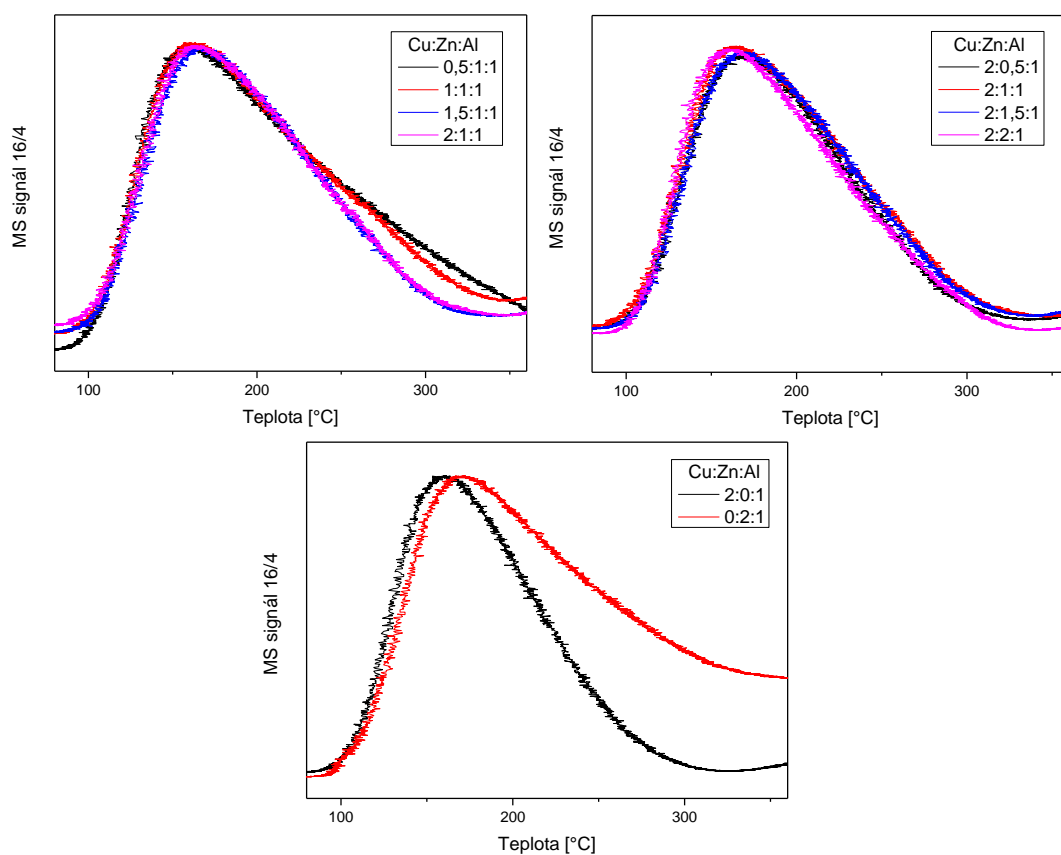 Cu:Zn:Al
0,5:1:1
1:1:1
1,5:1:1
2:1:1
MS signál 16/4
100
200
300
Teplota [°C]
Cu:Zn:Al
2:0,5:1
2:1:1
2:1,5:1
2:2:1
MS signál 16/4
100
200
300
Teplota [°C]
Cu:Zn:Al
2:0:1
0:2:1
MS signál 16/4
100
200
300
Teplota [°C]